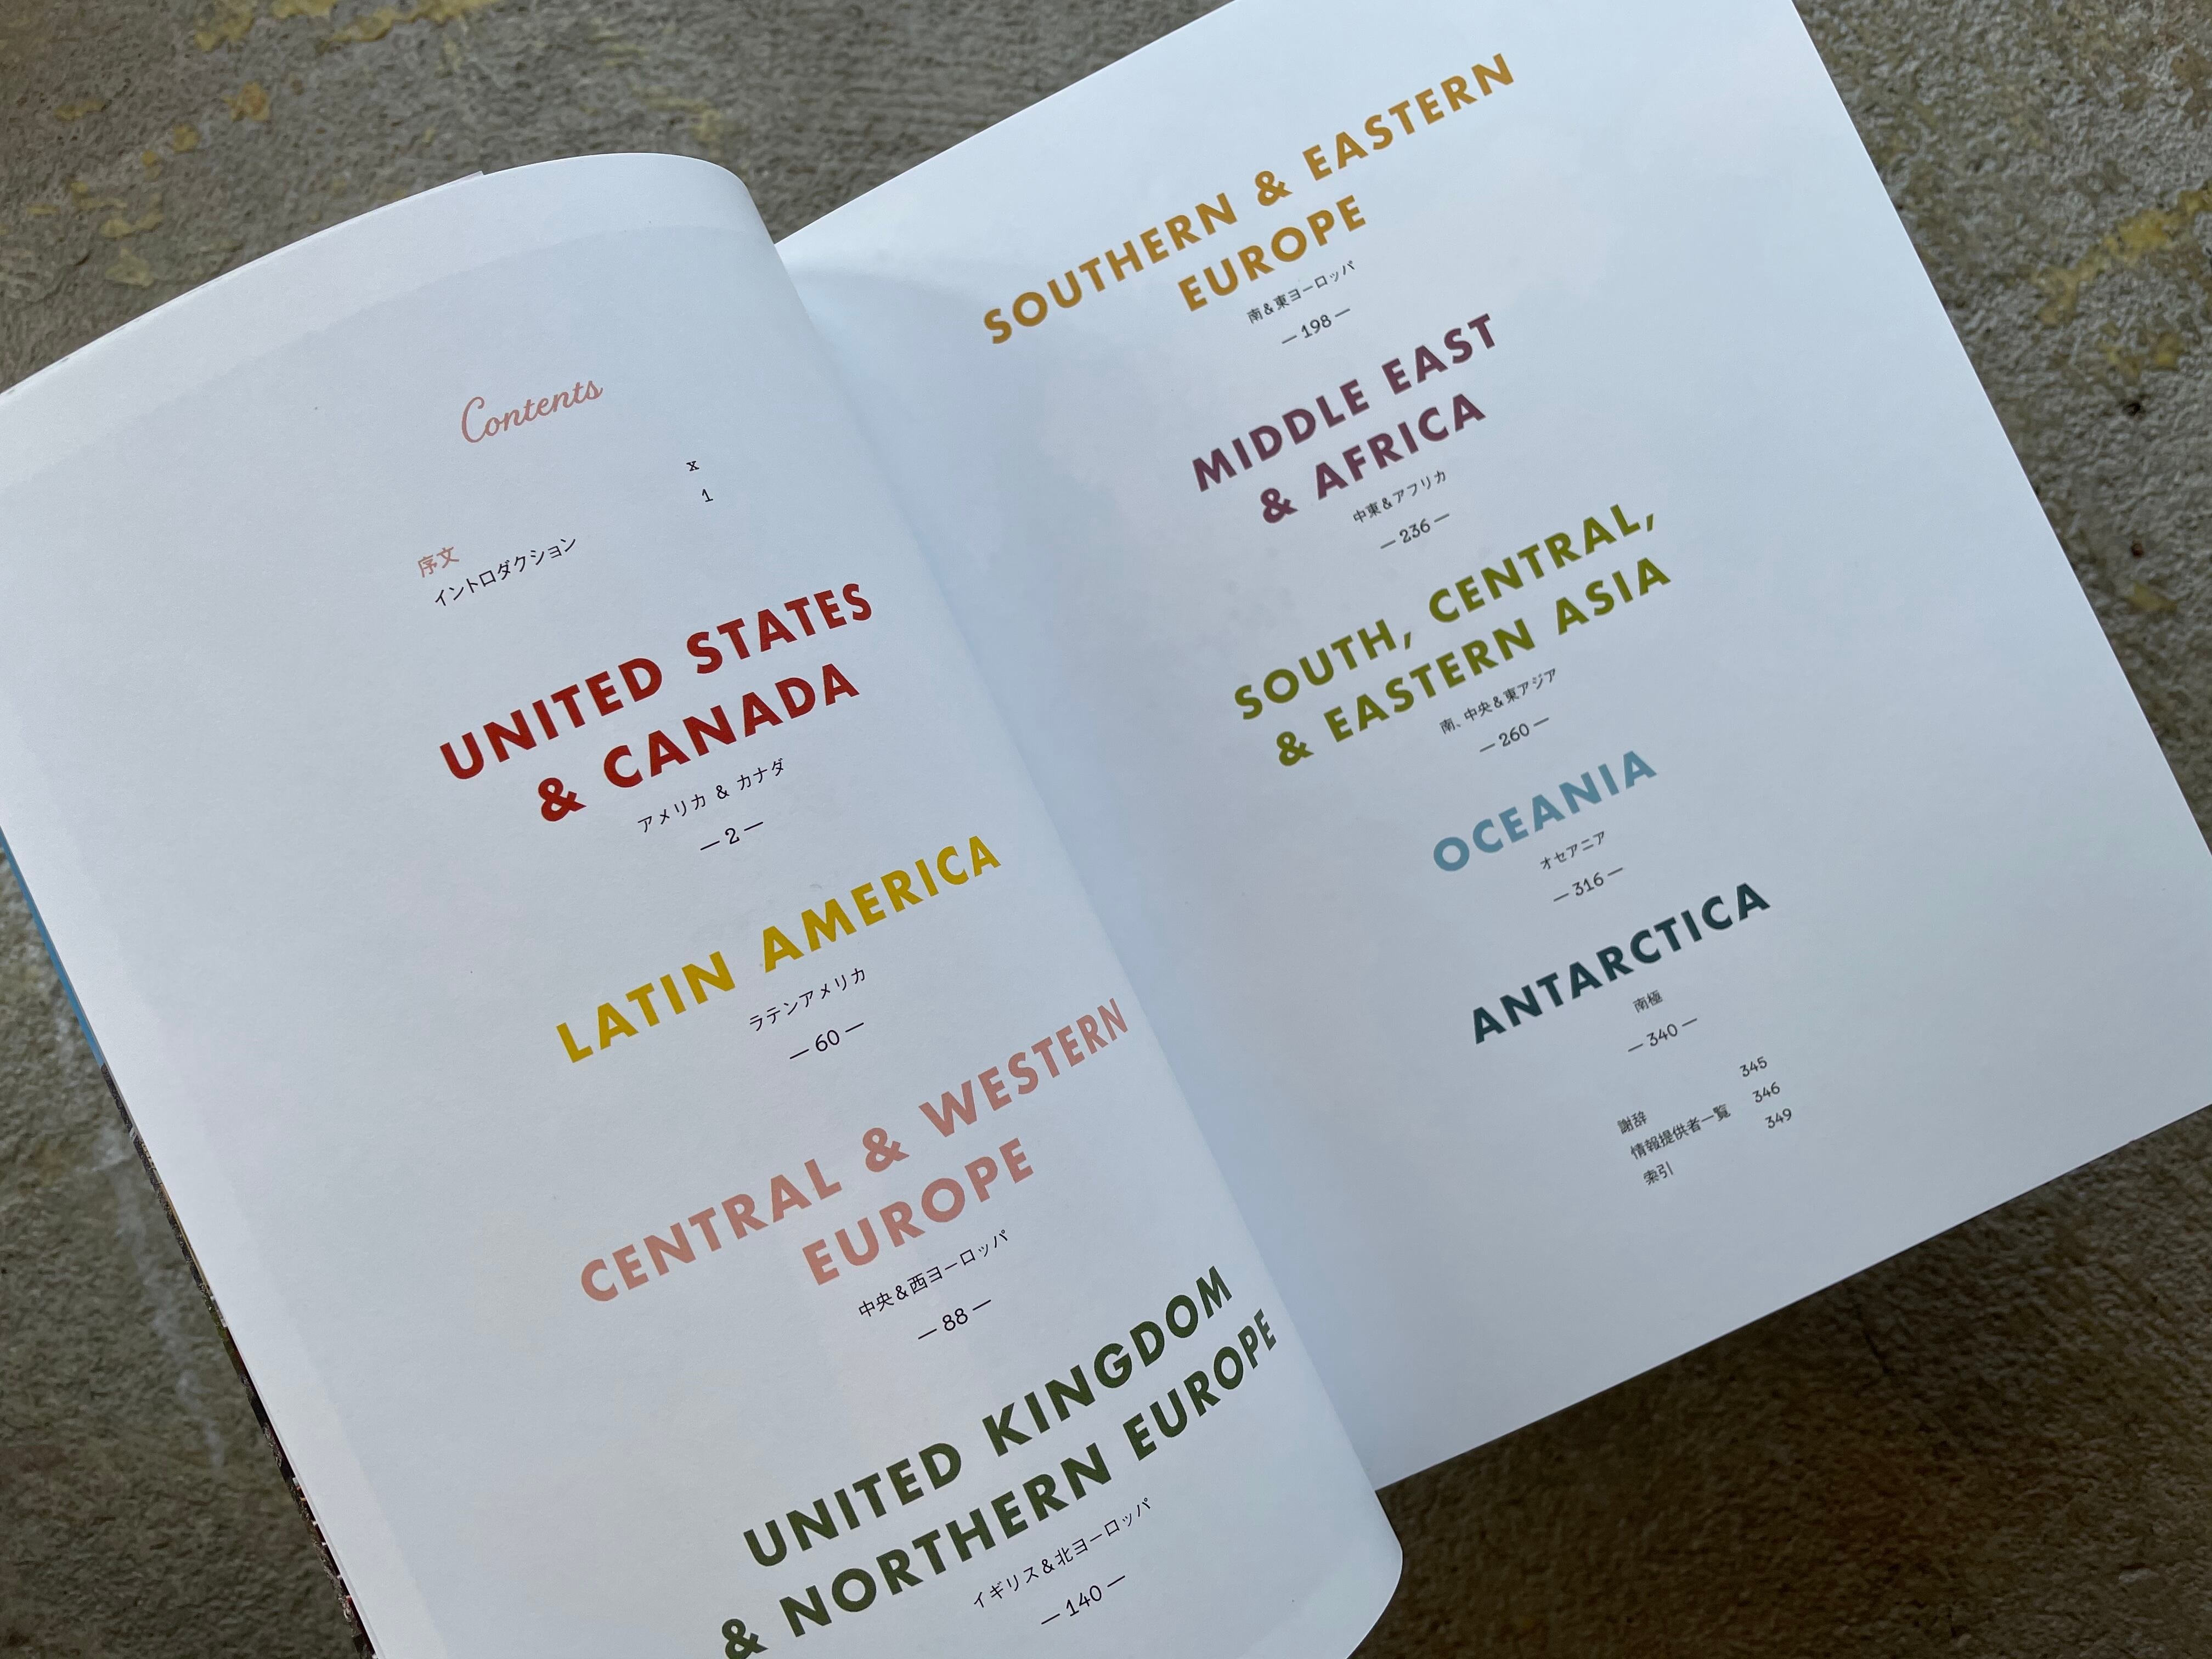 Contents
序文 x
イントロダクション 1
UNITED STATES
& CANADA
アメリカ & カナダ
— 2 —
LATIN AMERICA
ラテンアメリカ
— 60 —
CENTRAL & WESTERN
EUROPE
中央&西ヨーロッパ
— 88 —
UNITED KINGDOM
& NORTHERN EUROPE
イギリス&北ヨーロッパ
— 140 —
SOUTHERN & EASTERN
EUROPE
南&東ヨーロッパ
— 198 —
MIDDLE EAST
& AFRICA
中東&アフリカ
— 236 —
SOUTH, CENTRAL,
& EASTERN ASIA
南、中央&東アジア
— 260 —
OCEANIA
オセアニア
— 316 —
ANTARCTICA
南極
— 340 —
謝辞 345
情報提供者一覧 346
索引 349